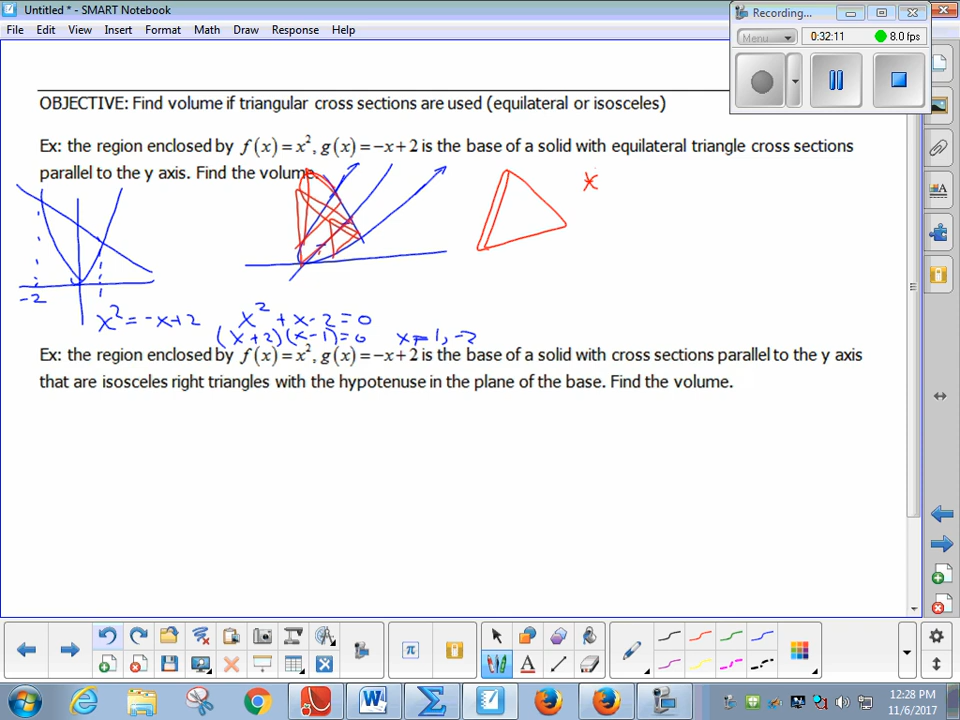 Untitled * - SMART Notebook
File Edit View Insert Format Math Draw Response Help
Recording...
Menu 0:32:11 8.0 fps
OBJECTIVE: Find volume if triangular cross sections are used (equilateral or isosceles)
Ex: the region enclosed by f(x) = x², g(x) = −x + 2 is the base of a solid with equilateral triangle cross sections
parallel to the y axis. Find the volume.
-2 1
x² = -x+2 x² + x - 2 = 0
(x+2)(x-1) = 0 x = 1, -2
Ex: the region enclosed by f(x) = x², g(x) = −x + 2 is the base of a solid with cross sections parallel to the y axis
that are isosceles right triangles with the hypotenuse in the plane of the base. Find the volume.
π
A
12:28 PM
11/6/2017